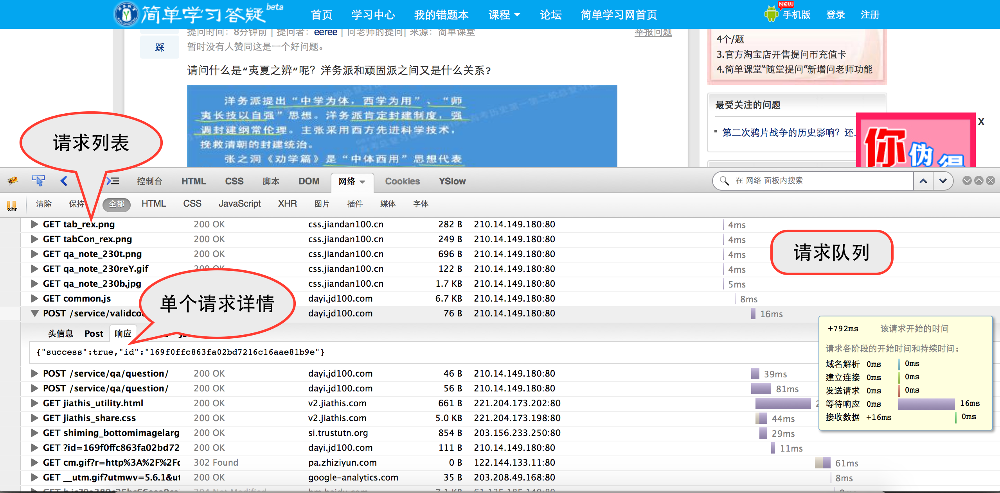 简单学习答疑 beta 首页 学习中心 我的错题本 课程 论坛 简单学习网首页 NEW 手机版 登录 注册
提问时间：8分钟前 | 提问者：eeree | 向老师的提问| 来源：简单课堂 举报问题
踩
暂时没有人赞同这是一个好问题。
请问什么是“夷夏之辨”呢？洋务派和顽固派之间又是什么关系?
洋务派提出“中学为体，西学为用”、“师
夷长技以自强”思想。洋务派肯定封建制度，强
调封建纲常伦理。主张采用西方先进科学技术，
挽救清朝的封建统治。
张之洞《劝学篇》是“中体西用”思想代表
4个/题
3.官方淘宝店开售提问币充值卡
4.简单课堂“随堂提问”新增问老师功能
最受关注的问题
第二次鸦片战争的历史影响？还.
X
你伪得
请求列表
控制台 HTML CSS 脚本 DOM 网络 Cookies YSlow 在 网络 面板内搜索
xhr 清除 保持 全部 HTML CSS JavaScript XHR 图片 插件 媒体 字体
GET tab_rex.png 200 OK css.jiandan100.cn 282 B 210.14.149.180:80 4ms
GET tabCon_rex.png 200 OK css.jiandan100.cn 249 B 210.14.149.180:80 4ms
GET qa_note_230t.png 200 OK css.jiandan100.cn 696 B 210.14.149.180:80 4ms
GET qa_note_230reY.gif 200 OK css.jiandan100.cn 122 B 210.14.149.180:80 4ms
GET qa_note_230b.jpg css.jiandan100.cn 1.7 KB 210.14.149.180:80 5ms
GET common.js dayi.jd100.com 6.7 KB 210.14.149.180:80 8ms
POST /service/validco dayi.jd100.com 76 B 210.14.149.180:80 16ms
请求队列
单个请求详情
头信息 Post 响应
{"success":true,"id":"169f0ffc863fa02bd7216c16aae81b9e"}
POST /service/qa/question/ 200 OK dayi.jd100.com 46 B 210.14.149.180:80 39ms
POST /service/qa/question/ 200 OK dayi.jd100.com 56 B 210.14.149.180:80 81ms
GET jiathis_utility.html 200 OK v2.jiathis.com 661 B 221.204.173.202:80 2
GET jiathis_share.css 200 OK v2.jiathis.com 5.0 KB 221.204.173.198:80 44ms
GET shiming_bottomimagelarg 200 OK si.trustutn.org 854 B 203.156.233.250:80 29ms
GET ?id=169f0ffc863fa02bd72 200 OK dayi.jd100.com 111 B 210.14.149.180:80 11ms
GET cm.gif?r=http%3A%2F%2Fd 302 Found pa.zhiziyun.com 0 B 122.144.133.11:80 61ms
GET __utm.gif?utmwv=5.6.1&ut 200 OK google-analytics.com 35 B 203.208.49.168:80 8ms
304 Not Modified hm.baidu.com 7.1 KB 61.135.185.140:80
+792ms 该请求开始的时间
请求各阶段的开始时间和持续时间：
域名解析 0ms 0ms
建立连接 0ms 0ms
发送请求 0ms 0ms
等待响应 0ms 16ms
接收数据 +16ms 0ms